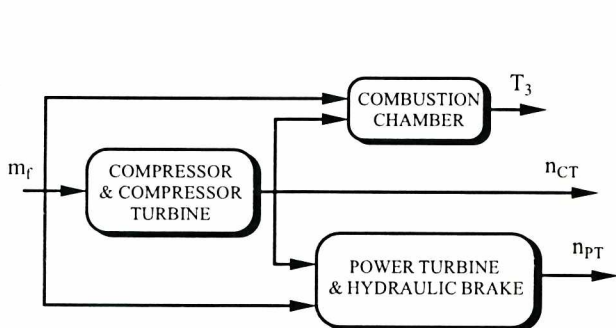 COMBUSTION
CHAMBER
T3
mf
COMPRESSOR
& COMPRESSOR
TURBINE
nCT
POWER TURBINE
& HYDRAULIC BRAKE
nPT